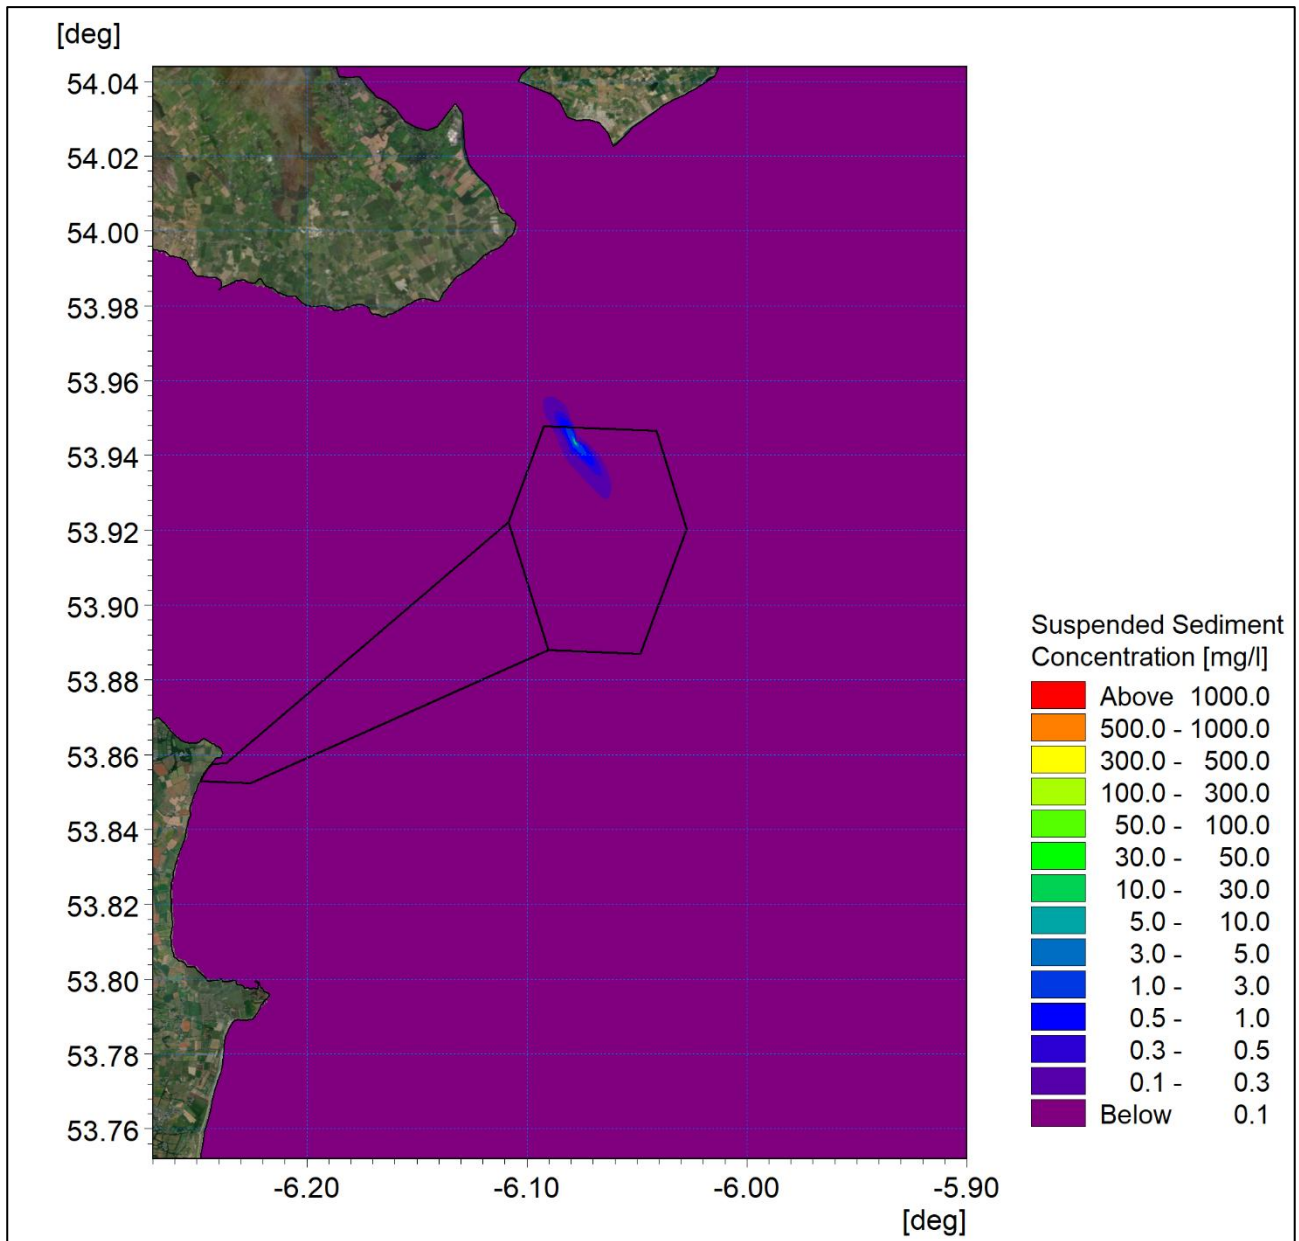 [deg]
54.04
54.02
54.00
53.98
53.96
53.94
53.92
53.90
53.88
53.86
53.84
53.82
53.80
53.78
53.76
-6.20 -6.10 -6.00 -5.90
[deg]
Suspended Sediment
Concentration [mg/l]
Above 1000.0
500.0 - 1000.0
300.0 - 500.0
100.0 - 300.0
50.0 - 100.0
30.0 - 50.0
10.0 - 30.0
5.0 - 10.0
3.0 - 5.0
1.0 - 3.0
0.5 - 1.0
0.3 - 0.5
0.1 - 0.3
Below 0.1